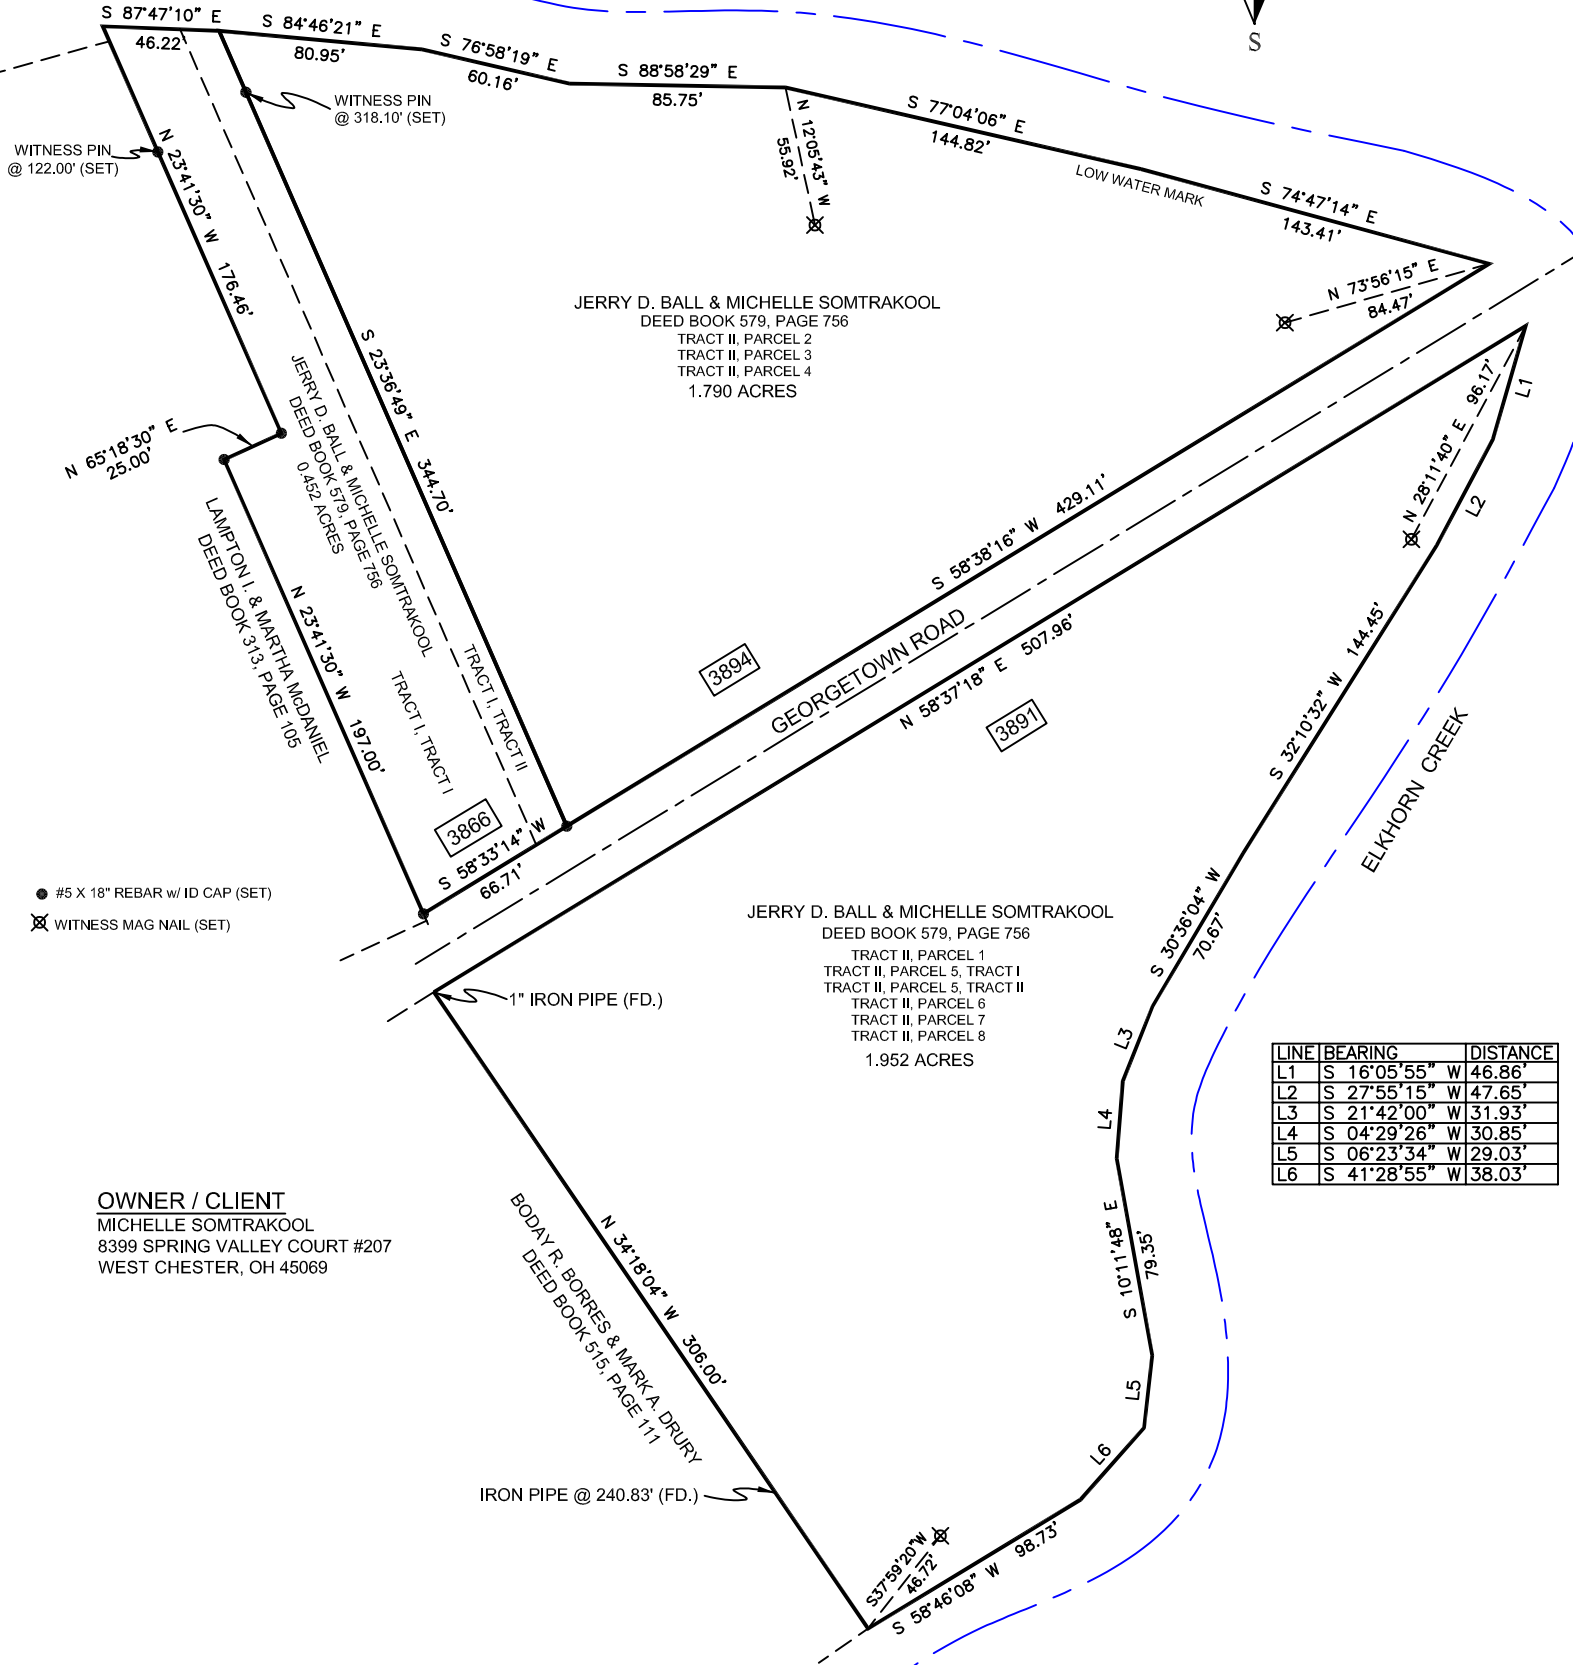 S 87°47'10" E
46.22'
S 84°46'21" E
80.95'
S 76°58'19" E
60.16'
S 88°58'29" E
85.75'
S 77°04'06" E
144.82'
S 74°47'14" E
143.41'
LOW WATER MARK
S
WITNESS PIN
@ 318.10' (SET)
WITNESS PIN
@ 122.00' (SET)
N 23°41'30" W 176.46'
N 12°05'43" W
55.92'
N 73°56'15" E
84.47'
JERRY D. BALL & MICHELLE SOMTRAKOOL
DEED BOOK 579, PAGE 756
TRACT II, PARCEL 2
TRACT II, PARCEL 3
TRACT II, PARCEL 4
1.790 ACRES
S 23°36'49" E 344.70'
JERRY D. BALL & MICHELLE SOMTRAKOOL
DEED BOOK 579, PAGE 756
0.452 ACRES
N 65°18'30" E
25.00'
LAMPTON I. & MARTHA McDANIEL
DEED BOOK 313, PAGE 105
N 23°41'30" W 197.00'
TRACT I, TRACT I
TRACT I, TRACT II
3866
S 58°33'14" W
66.71'
S 58°38'16" W 429.11'
3894
GEORGETOWN ROAD
N 58°37'18" E 507.96'
3891
N 28°11'40" E 96.17'
L1
L2
S 32°10'32" W 144.45'
ELKHORN CREEK
S 30°36'04" W
70.67'
L3
L4
S 10°11'48" E
79.35'
L5
L6
#5 X 18" REBAR w/ ID CAP (SET)
WITNESS MAG NAIL (SET)
1" IRON PIPE (FD.)
JERRY D. BALL & MICHELLE SOMTRAKOOL
DEED BOOK 579, PAGE 756
TRACT II, PARCEL 1
TRACT II, PARCEL 5, TRACT I
TRACT II, PARCEL 5, TRACT II
TRACT II, PARCEL 6
TRACT II, PARCEL 7
TRACT II, PARCEL 8
1.952 ACRES
LINE BEARING DISTANCE
L1 S 16°05'55" W 46.86'
L2 S 27°55'15" W 47.65'
L3 S 21°42'00" W 31.93'
L4 S 04°29'26" W 30.85'
L5 S 06°23'34" W 29.03'
L6 S 41°28'55" W 38.03'
OWNER / CLIENT
MICHELLE SOMTRAKOOL
8399 SPRING VALLEY COURT #207
WEST CHESTER, OH 45069
N 34°18'04" W 306.00'
BODAY R. BORRES & MARK A. DRURY
DEED BOOK 515, PAGE 111
IRON PIPE @ 240.83' (FD.)
S37°59'20"W
46.72'
S 58°46'08" W 98.73'